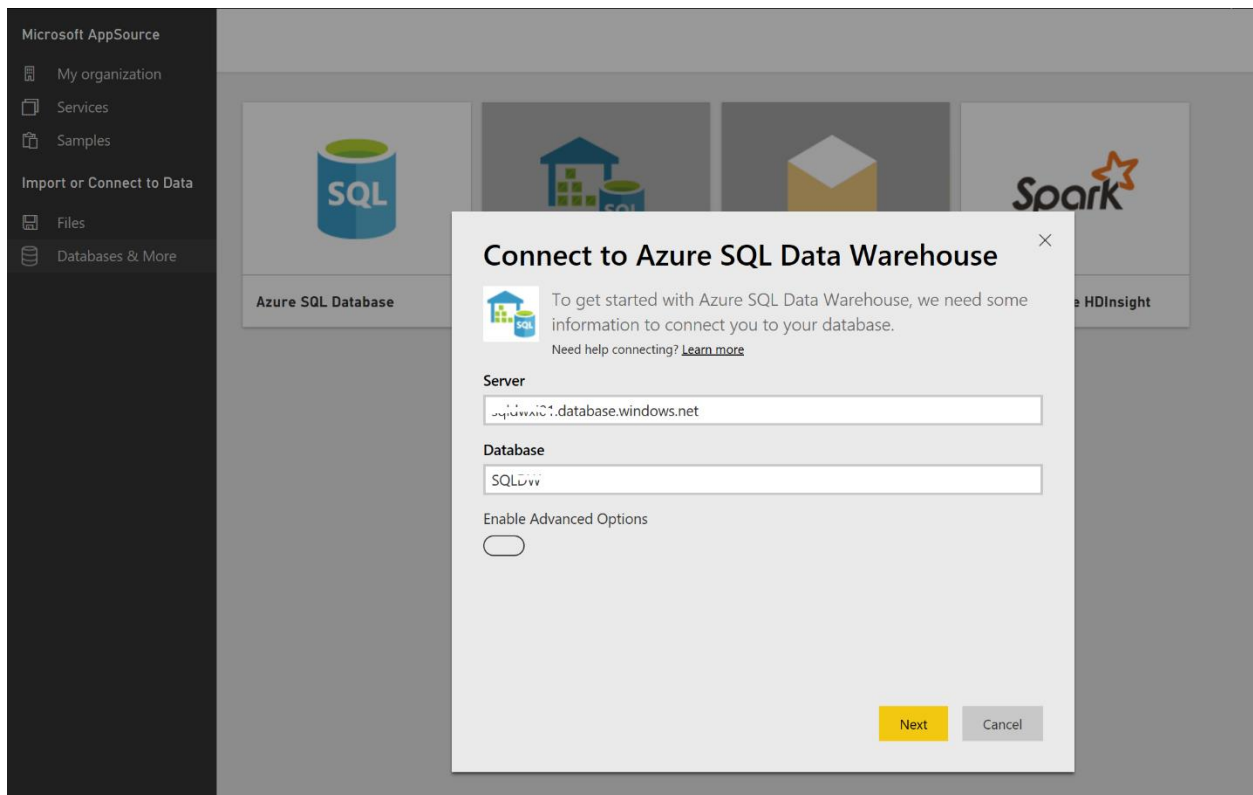 Microsoft AppSource
My organization
Services
Samples
Import or Connect to Data
Files
Databases & More
SQL
SQL
Spark
Azure SQL Database
HDInsight
Connect to Azure SQL Data Warehouse
To get started with Azure SQL Data Warehouse, we need some
information to connect you to your database.
Need help connecting? Learn more
SQL
Server
.database.windows.net
Database
Enable Advanced Options
Next
Cancel